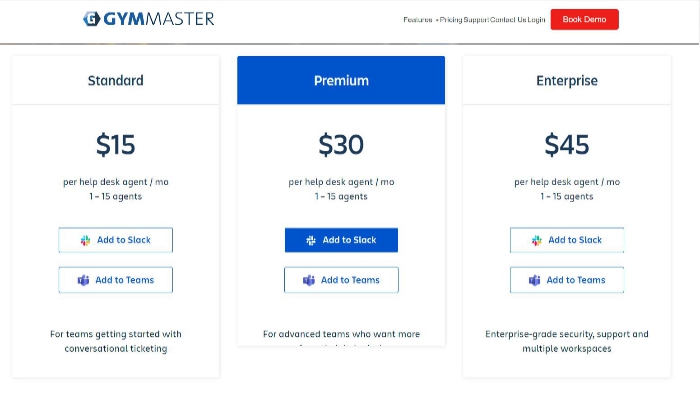 GYMMASTER
Features Pricing Support Contact Us Login Book Demo
Standard
$15
per help desk agent / mo
1 – 15 agents
Add to Slack
Add to Teams
For teams getting started with
conversational ticketing
Premium
$30
per help desk agent / mo
1 – 15 agents
Add to Slack
Add to Teams
For advanced teams who want more
Enterprise
$45
per help desk agent / mo
1 – 15 agents
Add to Slack
Add to Teams
Enterprise-grade security, support and
multiple workspaces